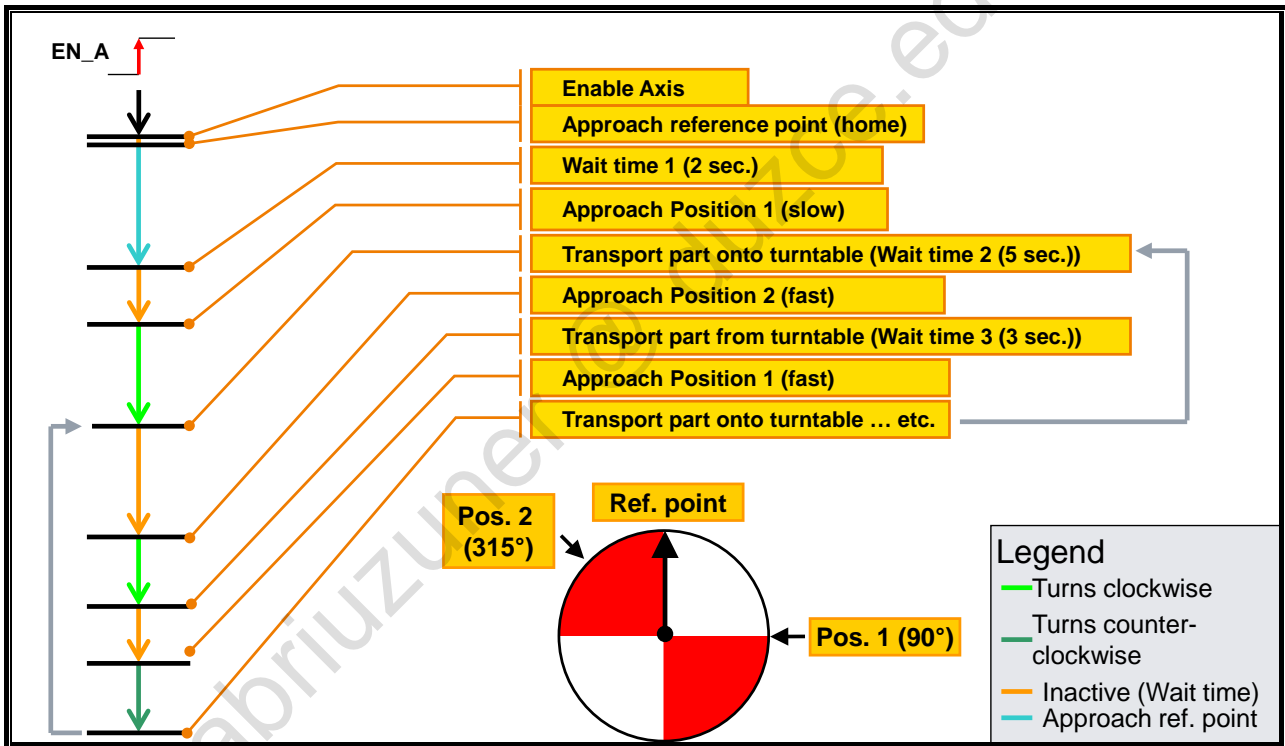 EN_A
Enable Axis
Approach reference point (home)
Wait time 1 (2 sec.)
Approach Position 1 (slow)
Transport part onto turntable (Wait time 2 (5 sec.))
Approach Position 2 (fast)
Transport part from turntable (Wait time 3 (3 sec.))
Approach Position 1 (fast)
Transport part onto turntable … etc.
Ref. point
Pos. 2
(315°)
Pos. 1 (90°)
Legend
Turns clockwise
Turns counter-
clockwise
Inactive (Wait time)
Approach ref. point
abriuzuner @ duzce.ed